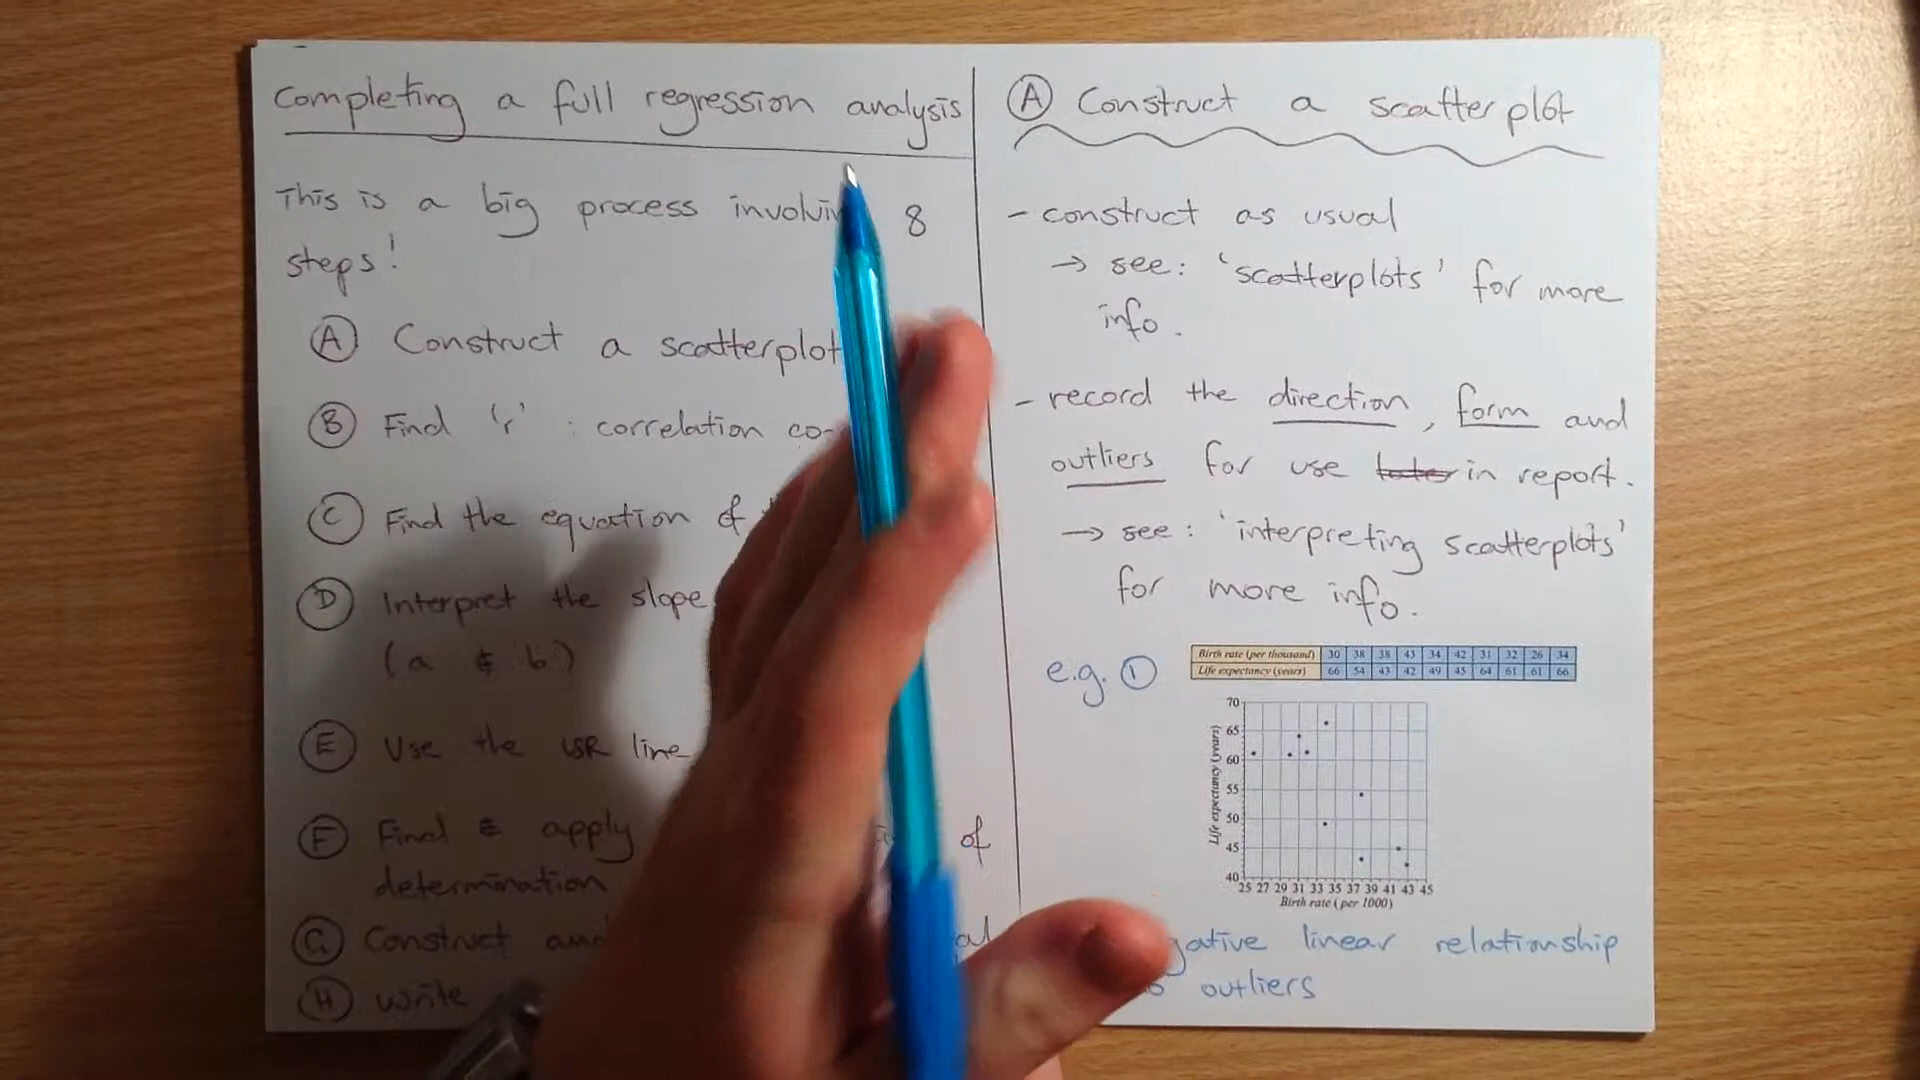 Completing a full regression analysis
This is a big process 8
steps!
A Construct a scatterplot
B Find 'r' : correlation co-
C Find the equation of
D Interpret the slope
(a & b)
E Use the LSR line
F Find & apply of
determination
G Construct
H Write
A Construct a scatterplot
- construct as usual
→ see: 'scatterplots' for more
info.
- record the direction, form and
outliers for use in report.
→ see: 'interpreting scatterplots'
for more info.
e.g. 1
Birth rate (per thousand) 30 38 38 43 34 42 31 32 26 34
Life expectancy (years) 66 54 43 42 49 45 64 61 61 66
70
65
60
55
50
45
40
Life expectancy (years)
25 27 29 31 33 35 37 39 41 43 45
Birth rate (per 1000)
linear relationship
outliers